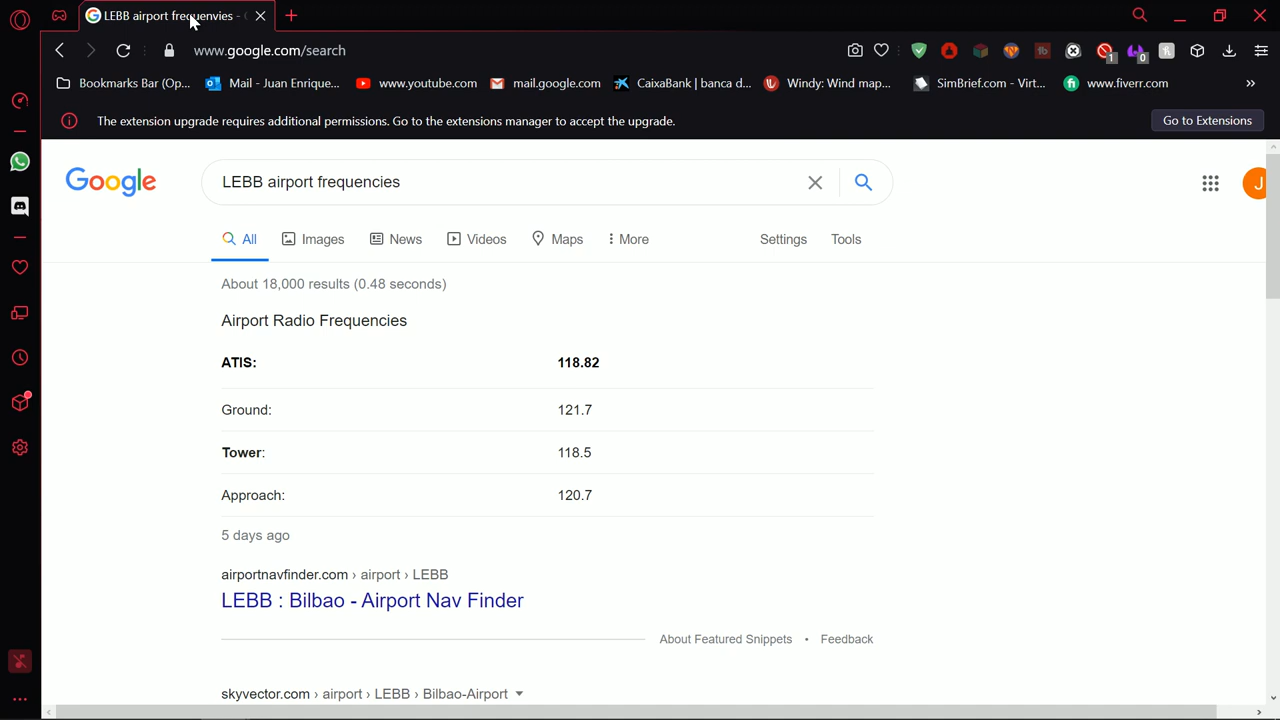 LEBB airport frequenvies -
www.google.com/search
1
0
Bookmarks Bar (Op... Mail - Juan Enrique... www.youtube.com mail.google.com CaixaBank | banca d... Windy: Wind map... SimBrief.com - Virt... www.fiverr.com »
The extension upgrade requires additional permissions. Go to the extensions manager to accept the upgrade. Go to Extensions
Google LEBB airport frequencies J
All Images News Videos Maps More Settings Tools
About 18,000 results (0.48 seconds)
Airport Radio Frequencies
ATIS: 118.82
Ground: 121.7
Tower: 118.5
Approach: 120.7
5 days ago
airportnavfinder.com › airport › LEBB
LEBB : Bilbao - Airport Nav Finder
About Featured Snippets • Feedback
skyvector.com › airport › LEBB › Bilbao-Airport